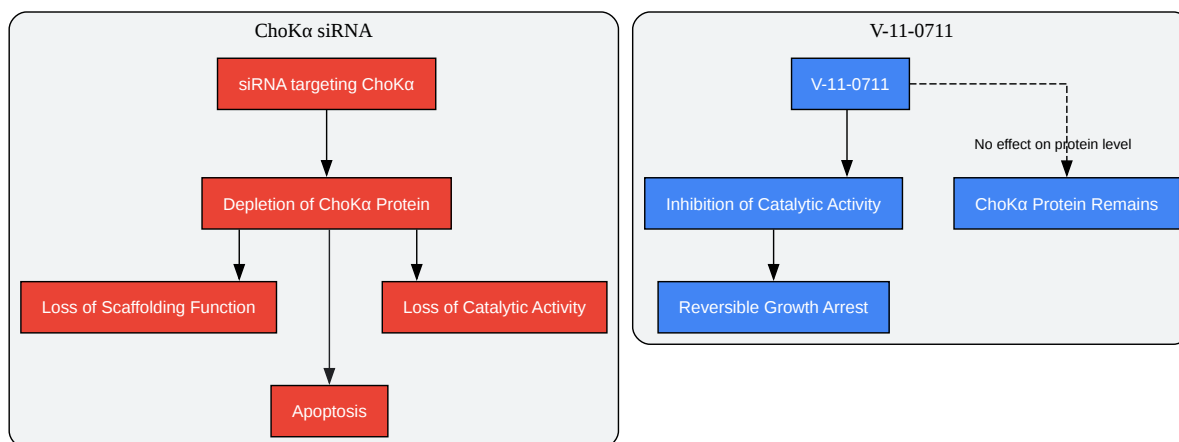 ChoKα siRNA
siRNA targeting ChoKα
Depletion of ChoKα Protein
Loss of Scaffolding Function
Loss of Catalytic Activity
Apoptosis
V-11-0711
V-11-0711
No effect on protein level
Inhibition of Catalytic Activity
ChoKα Protein Remains
Reversible Growth Arrest